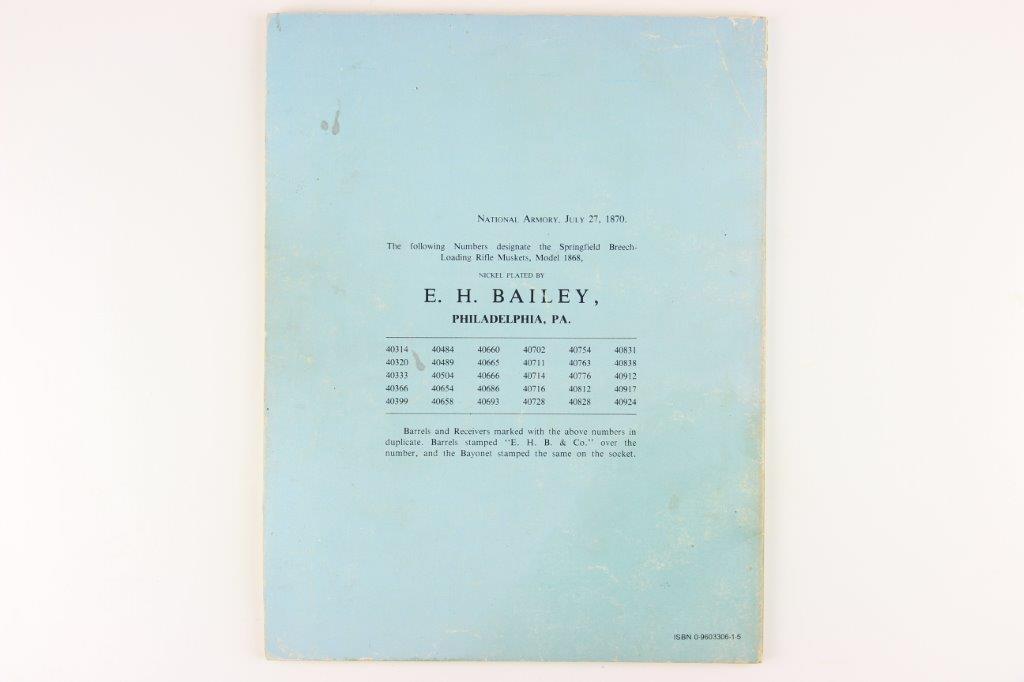 National Armory, July 27, 1870.
The following Numbers designate the Springfield Breech-
Loading Rifle Muskets, Model 1868,
NICKEL PLATED BY
E. H. BAILEY,
PHILADELPHIA, PA.
40314 40484 40660 40702 40754 40831
40320 40489 40665 40711 40763 40838
40333 40504 40666 40714 40776 40912
40366 40654 40686 40716 40812 40917
40399 40658 40693 40728 40828 40924
Barrels and Receivers marked with the above numbers in
duplicate. Barrels stamped "E. H. B. & Co." over the
number, and the Bayonet stamped the same on the socket.
ISBN 0-9603306-1-5